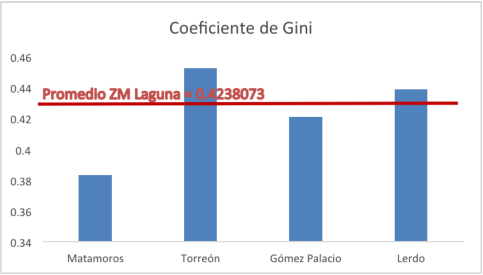 Coeficiente de Gini
0.46
0.44
Promedio ZM Laguna = 0.4238073
0.42
0.4
0.38
0.36
0.34
Matamoros Torreón Gómez Palacio Lerdo